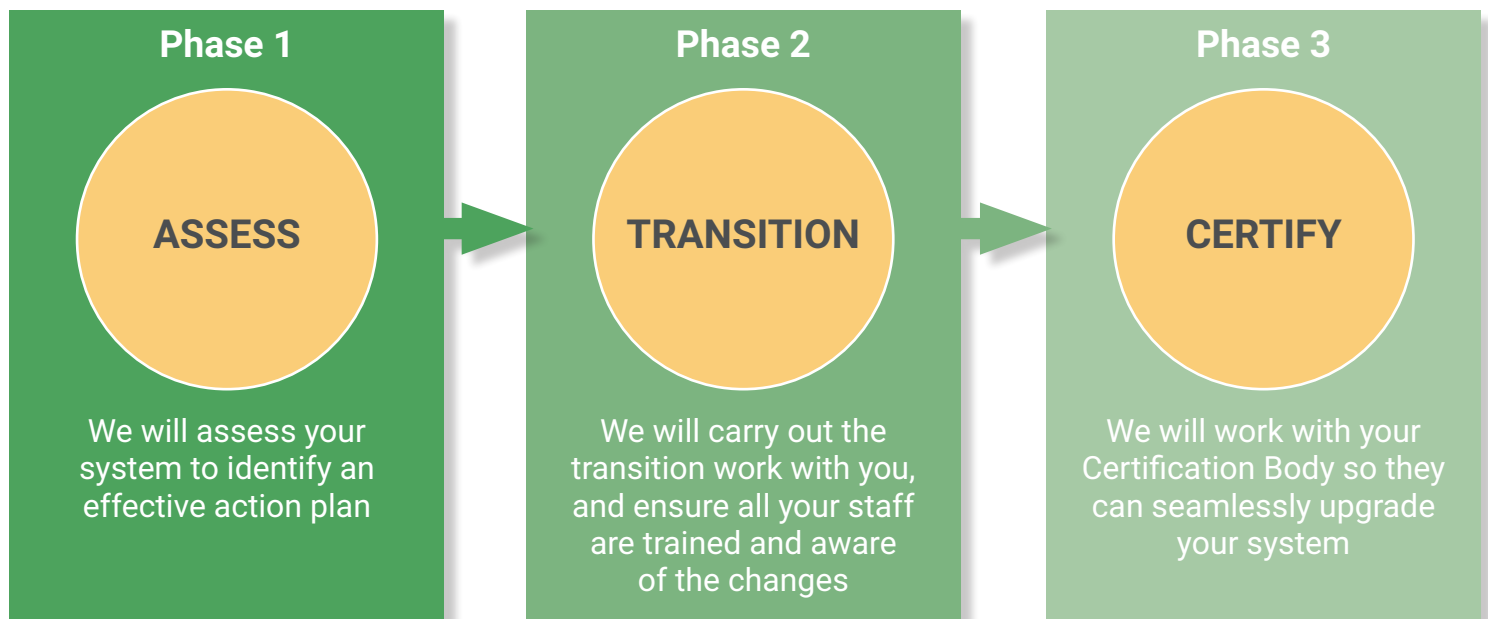 Phase 1
ASSESS
We will assess your
system to identify an
effective action plan
Phase 2
TRANSITION
We will carry out the
transition work with you,
and ensure all your staff
are trained and aware
of the changes
Phase 3
CERTIFY
We will work with your
Certification Body so they
can seamlessly upgrade
your system